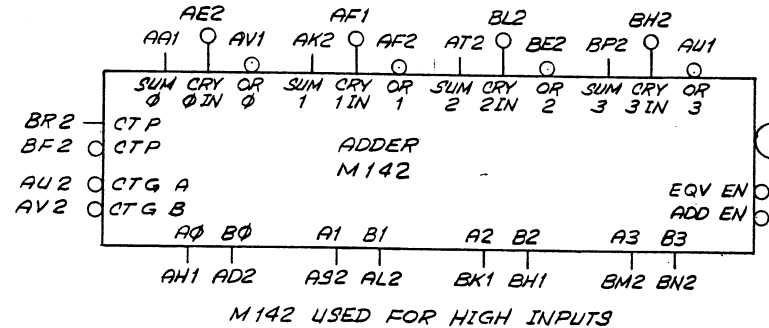 AE2 AF1 BL2 BH2
AA1 AV1 AK2 AF2 AT2 BE2 BP2 AU1
SUM CRY OR SUM CRY OR SUM CRY OR SUM CRY OR
Ø Ø IN Ø 1 1 IN 1 2 2 IN 2 3 3 IN 3
BR2 CTP
BF2 CTP ADDER
M142
AU2 CTG A EQV EN
AV2 CTG B ADD EN
AØ BØ A1 B1 A2 B2 A3 B3
AH1 AD2 AS2 AL2 BK1 BH1 BM2 BN2
M142 USED FOR HIGH INPUTS